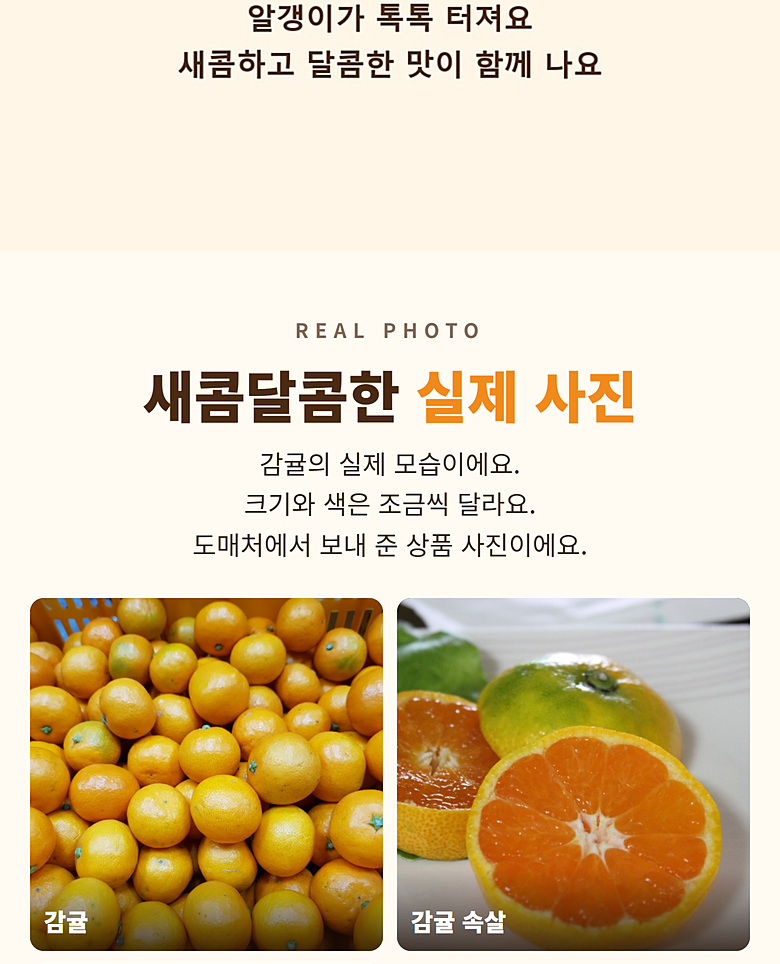 알갱이가 톡톡 터져요
새콤하고 달콤한 맛이 함께 나요
REAL PHOTO
새콤달콤한 실제 사진
감귤의 실제 모습이에요.
크기와 색은 조금씩 달라요.
도매처에서 보내 준 상품 사진이에요.
감귤
감귤 속살